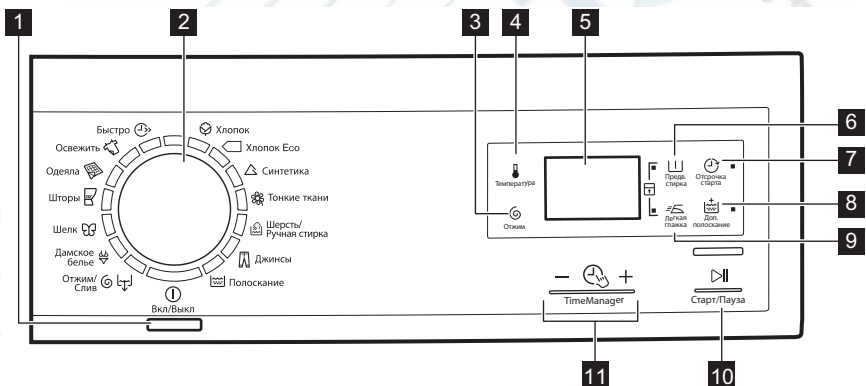 1
2
3
4
5
6
7
8
9
10
11
Быстро
Освежить
Одеяла
Шторы
Шелк
Дамское
белье
Отжим/
Слив
Вкл/Выкл
Хлопок
Хлопок Eco
Синтетика
Тонкие ткани
Шерсть/
Ручная стирка
Джинсы
Полоскание
Температура
Отжим
Предв.
стирка
Отсрочка
старта
Легкая
глажка
Доп.
полоскание
TimeManager
Старт/Пауза